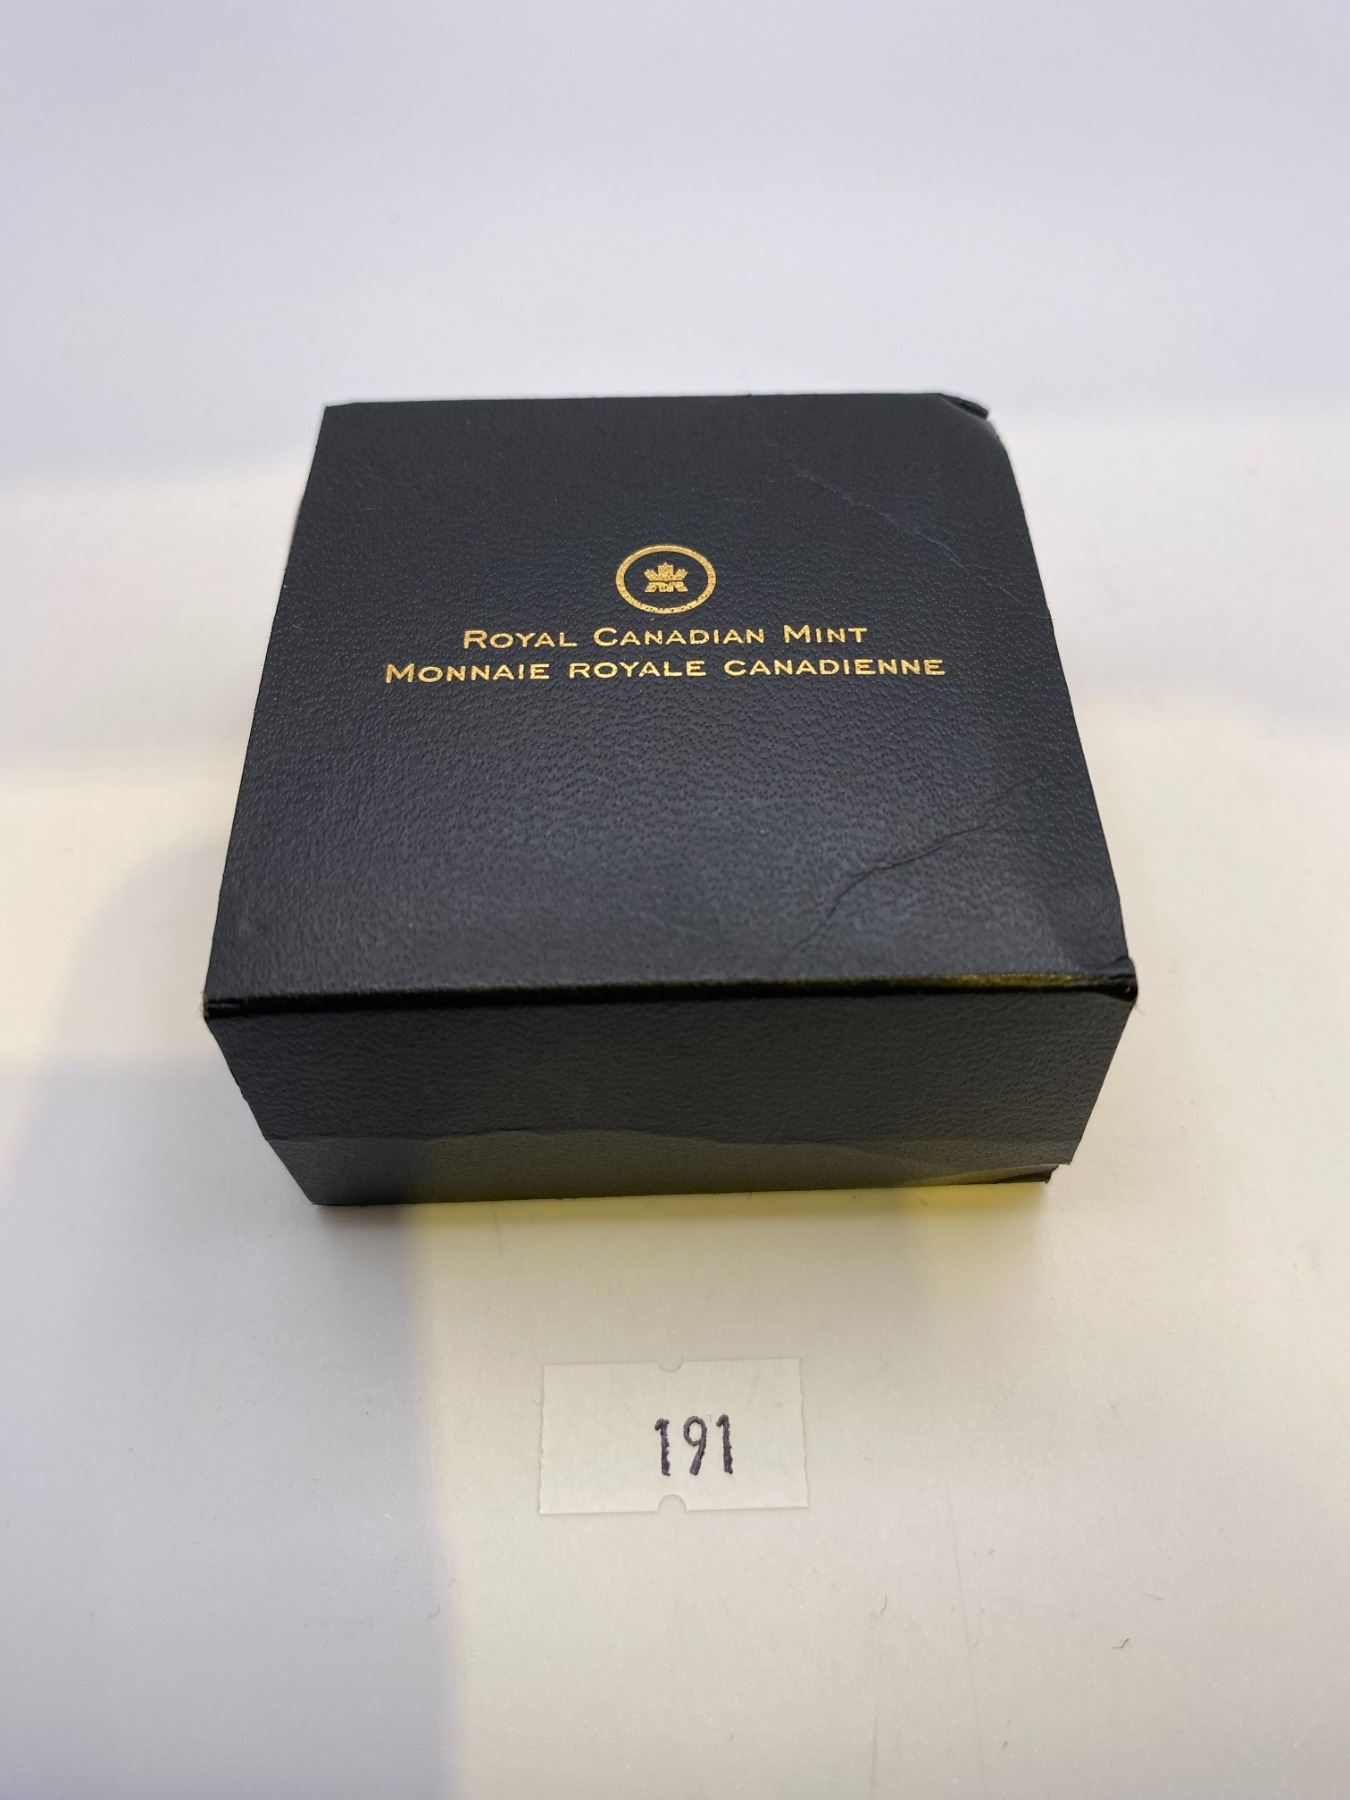 ROYAL CANADIAN MINT
MONNAIE ROYALE CANADIENNE
191